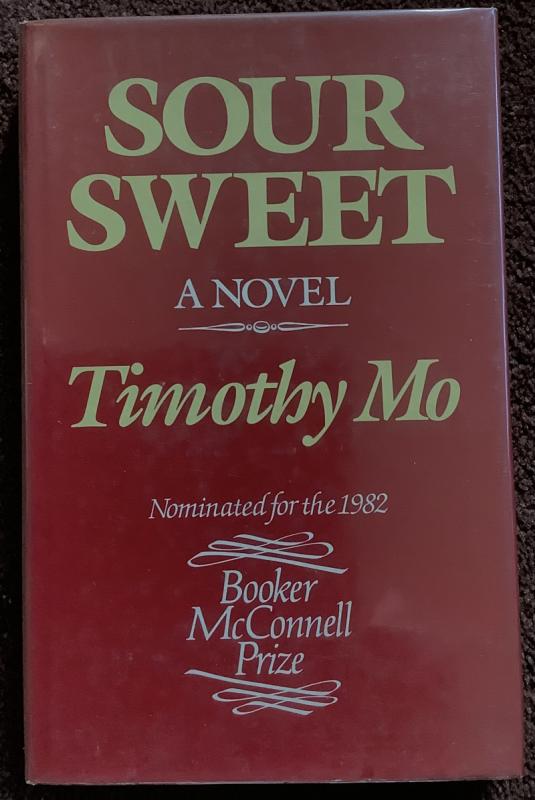 SOUR
SWEET
A NOVEL
Timothy Mo
Nominated for the 1982
Booker
McConnell
Prize